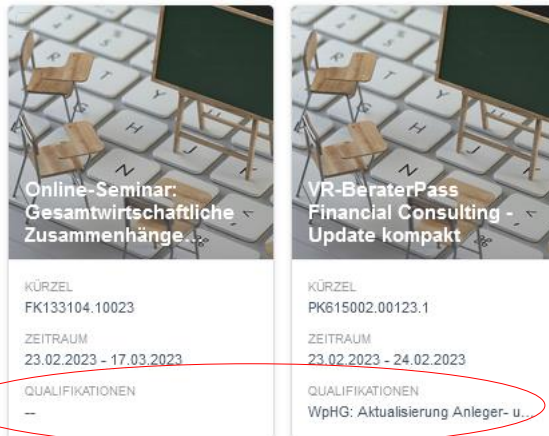 Online-Seminar:
Gesamtwirtschaftliche
Zusammenhänge...
KÜRZEL
FK133104.10023
ZEITRAUM
23.02.2023 - 17.03.2023
QUALIFIKATIONEN
--
VR-BeraterPass
Financial Consulting -
Update kompakt
KÜRZEL
PK615002.00123.1
ZEITRAUM
23.02.2023 - 24.02.2023
QUALIFIKATIONEN
WpHG: Aktualisierung Anleger- u...